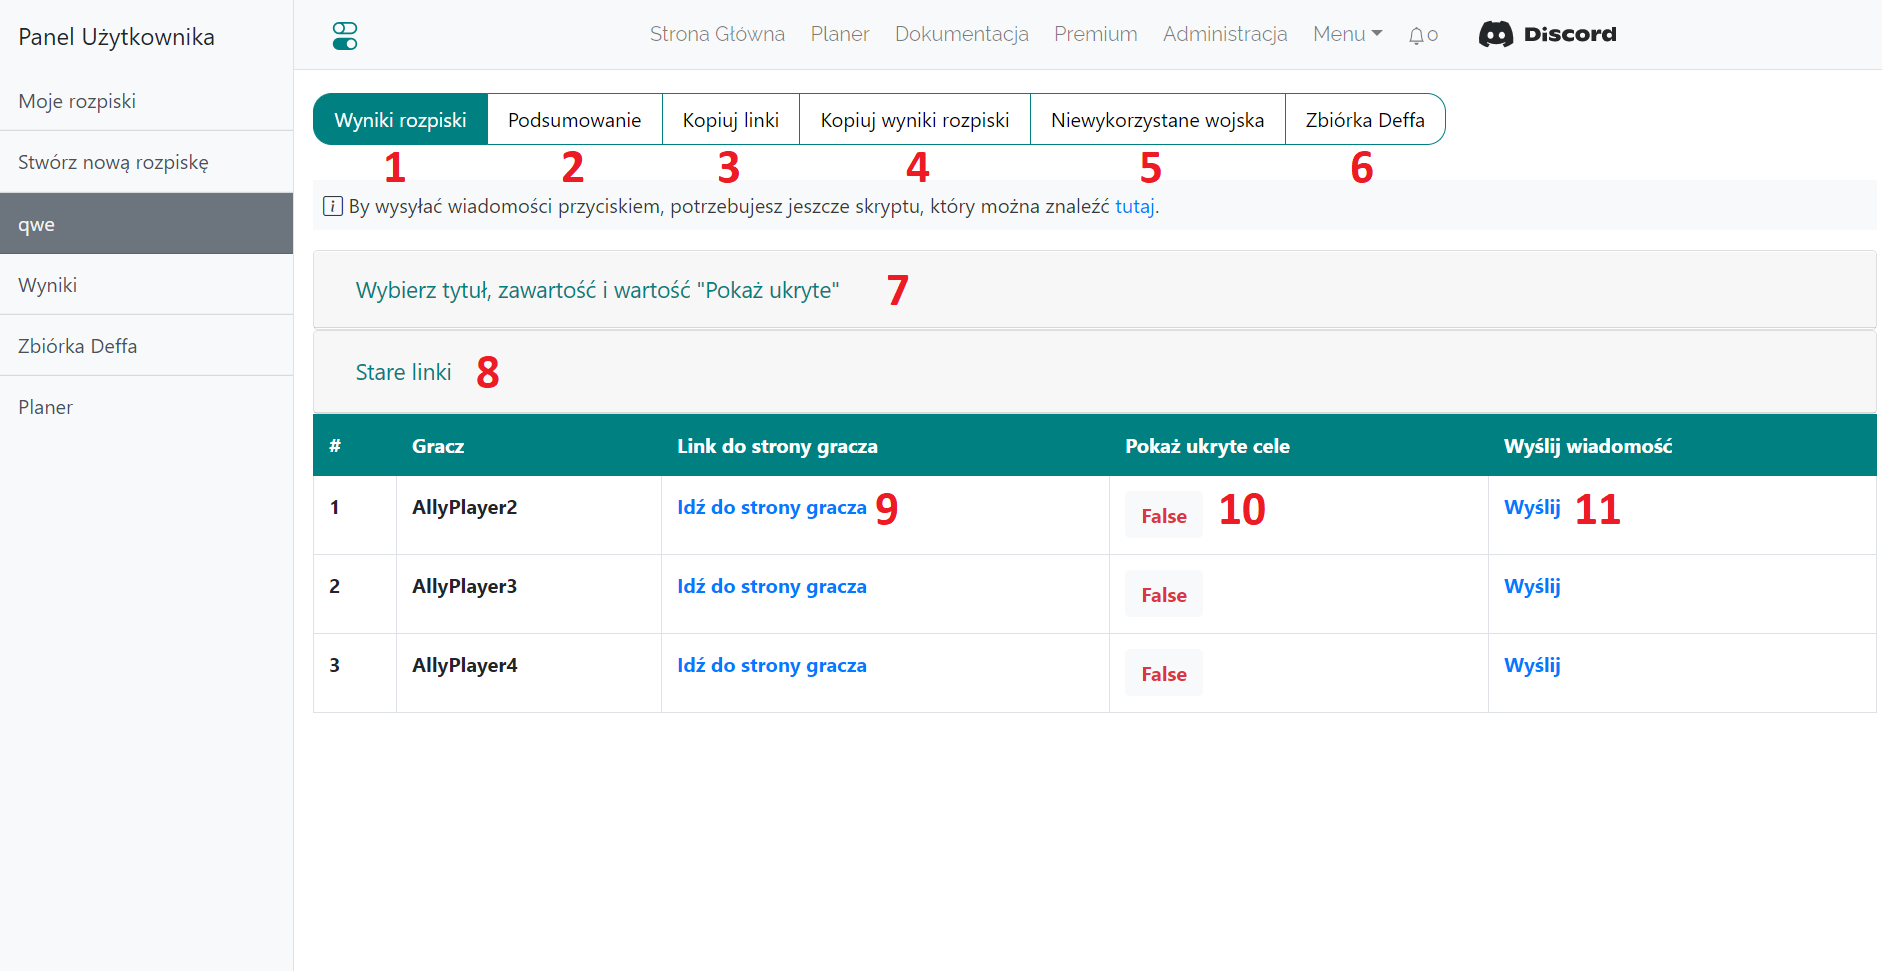 Panel Użytkownika
Moje rozpiski
Stwórz nową rozpiskę
qwe
Wyniki
Zbiórka Deffa
Planer
Strona Główna Planer Dokumentacja Premium Administracja Menu 0 Discord
Wyniki rozpiski Podsumowanie Kopiuj linki Kopiuj wyniki rozpiski Niewykorzystane wojska Zbiórka Deffa
1 2 3 4 5 6
i By wysyłać wiadomości przyciskiem, potrzebujesz jeszcze skryptu, który można znaleźć tutaj.
Wybierz tytuł, zawartość i wartość "Pokaż ukryte" 7
Stare linki 8
# Gracz Link do strony gracza Pokaż ukryte cele Wyślij wiadomość
1 AllyPlayer2 Idź do strony gracza 9 False 10 Wyślij 11
2 AllyPlayer3 Idź do strony gracza False Wyślij
3 AllyPlayer4 Idź do strony gracza False Wyślij